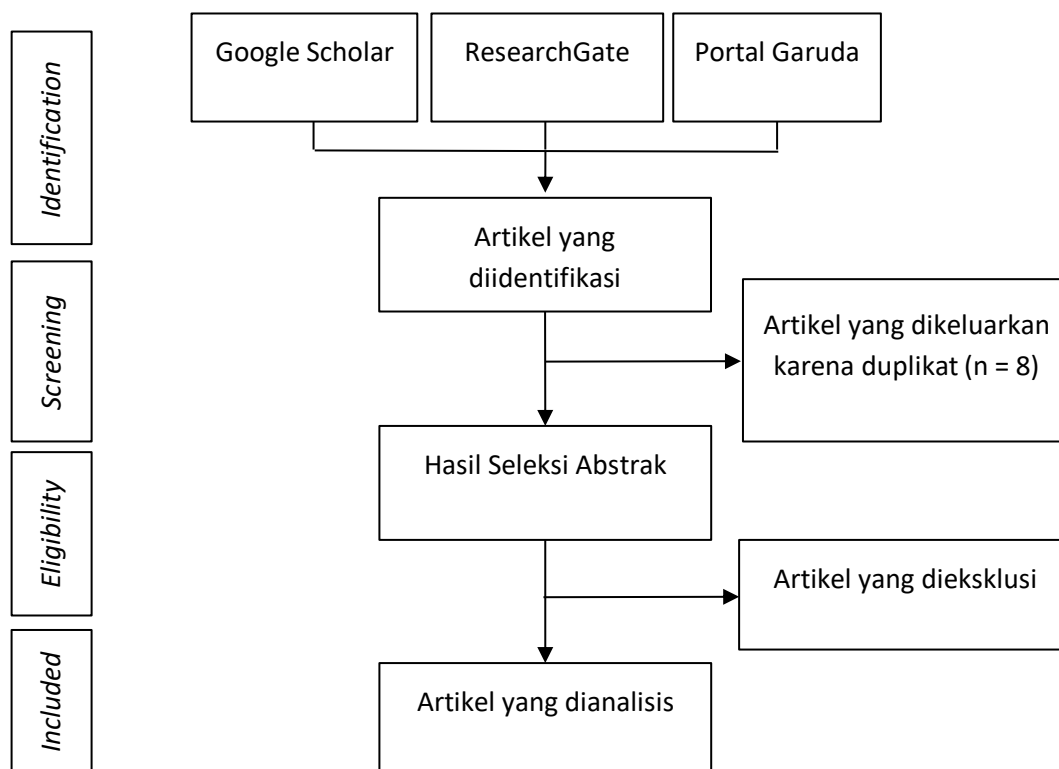 Identification
Google Scholar
ResearchGate
Portal Garuda
Artikel yang
diidentifikasi
Screening
Artikel yang dikeluarkan
karena duplikat (n = 8)
Hasil Seleksi Abstrak
Eligibility
Artikel yang dieksklusi
Included
Artikel yang dianalisis